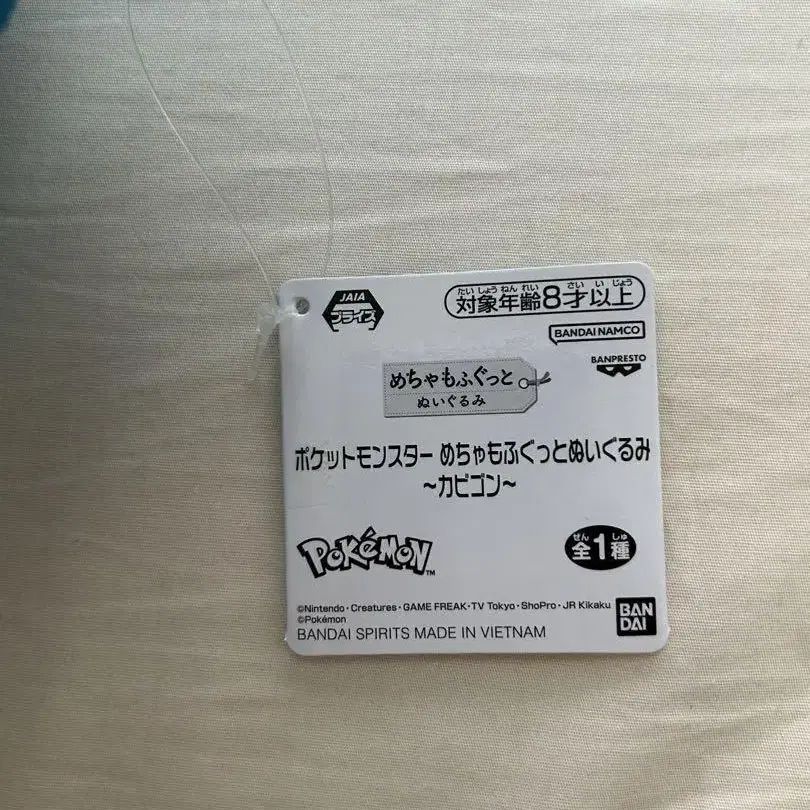 JAIA
プライズ
たいしょうねんれい さい いじょう
対象年齢8才以上
BANDAI NAMCO
BANPRESTO
めちゃもふぐっと
ぬいぐるみ
ポケットモンスター めちゃもふぐっとぬいぐるみ
～カビゴン～
POKéMON™
ぜん しゅ
全1種
©Nintendo・Creatures・GAME FREAK・TV Tokyo・ShoPro・JR Kikaku
©Pokémon
BANDAI SPIRITS MADE IN VIETNAM
BAN
DAI